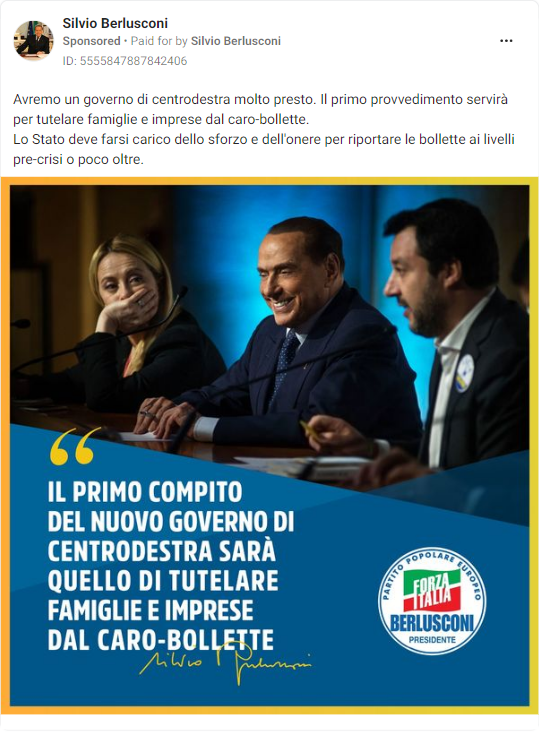 Silvio Berlusconi
Sponsored • Paid for by Silvio Berlusconi
ID: 5555847887842406
Avremo un governo di centrodestra molto presto. Il primo provvedimento servirà
per tutelare famiglie e imprese dal caro-bollette.
Lo Stato deve farsi carico dello sforzo e dell'onere per riportare le bollette ai livelli
pre-crisi o poco oltre.
“
IL PRIMO COMPITO
DEL NUOVO GOVERNO DI
CENTRODESTRA SARÀ
QUELLO DI TUTELARE
FAMIGLIE E IMPRESE
DAL CARO-BOLLETTE
Silvio Berlusconi
PARTITO POPOLARE EUROPEO
FORZA
ITALIA
BERLUSCONI
PRESIDENTE